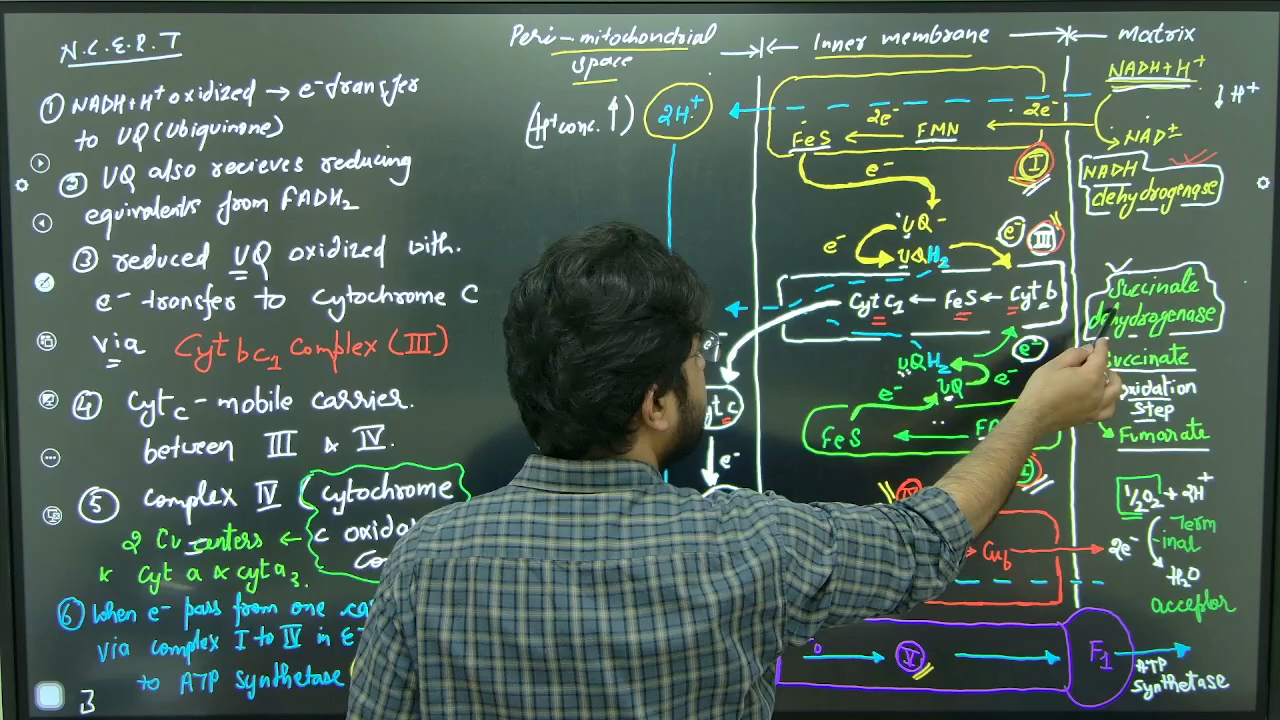 N.C.E.R.T
① NADH+H⁺ oxidized → e⁻ transfer
to UQ (Ubiquinone)
② UQ also recieves reducing
equivalents from FADH₂
③ reduced UQ oxidized with.
e⁻ transfer to Cytochrome C
via Cyt bc₁ Complex (III)
④ Cyt c - mobile carrier.
between III & IV.
⑤ complex IV (cytochrome
c
2 Cu centers ←
& Cyt a & cyt a₃.
⑥ When e⁻ pass from one
via complex I to IV in
to ATP synthetase
3
Peri-mitochondrial
space
Inner membrane
matrix
(H⁺ conc. ↑)
2H⁺
NADH+H⁺
↓ H⁺
2e⁻
2e⁻
FeS ← FMN
NAD⁺
I
NADH
dehydrogenase
e⁻
UQ
e⁻
III
e⁻
UQH₂
Cyt c₁ ← FeS ← Cyt b
Succinate
dehydrogenase
e⁻
UQH₂
e⁻
UQ
e⁻
Succinate
oxidation
step
FeS
Fumarate
c
e⁻
IV
½O₂ + 2H⁺
Term
inal
Cu b
2e⁻
H₂O
acceptor
V
F₁
ATP
synthetase